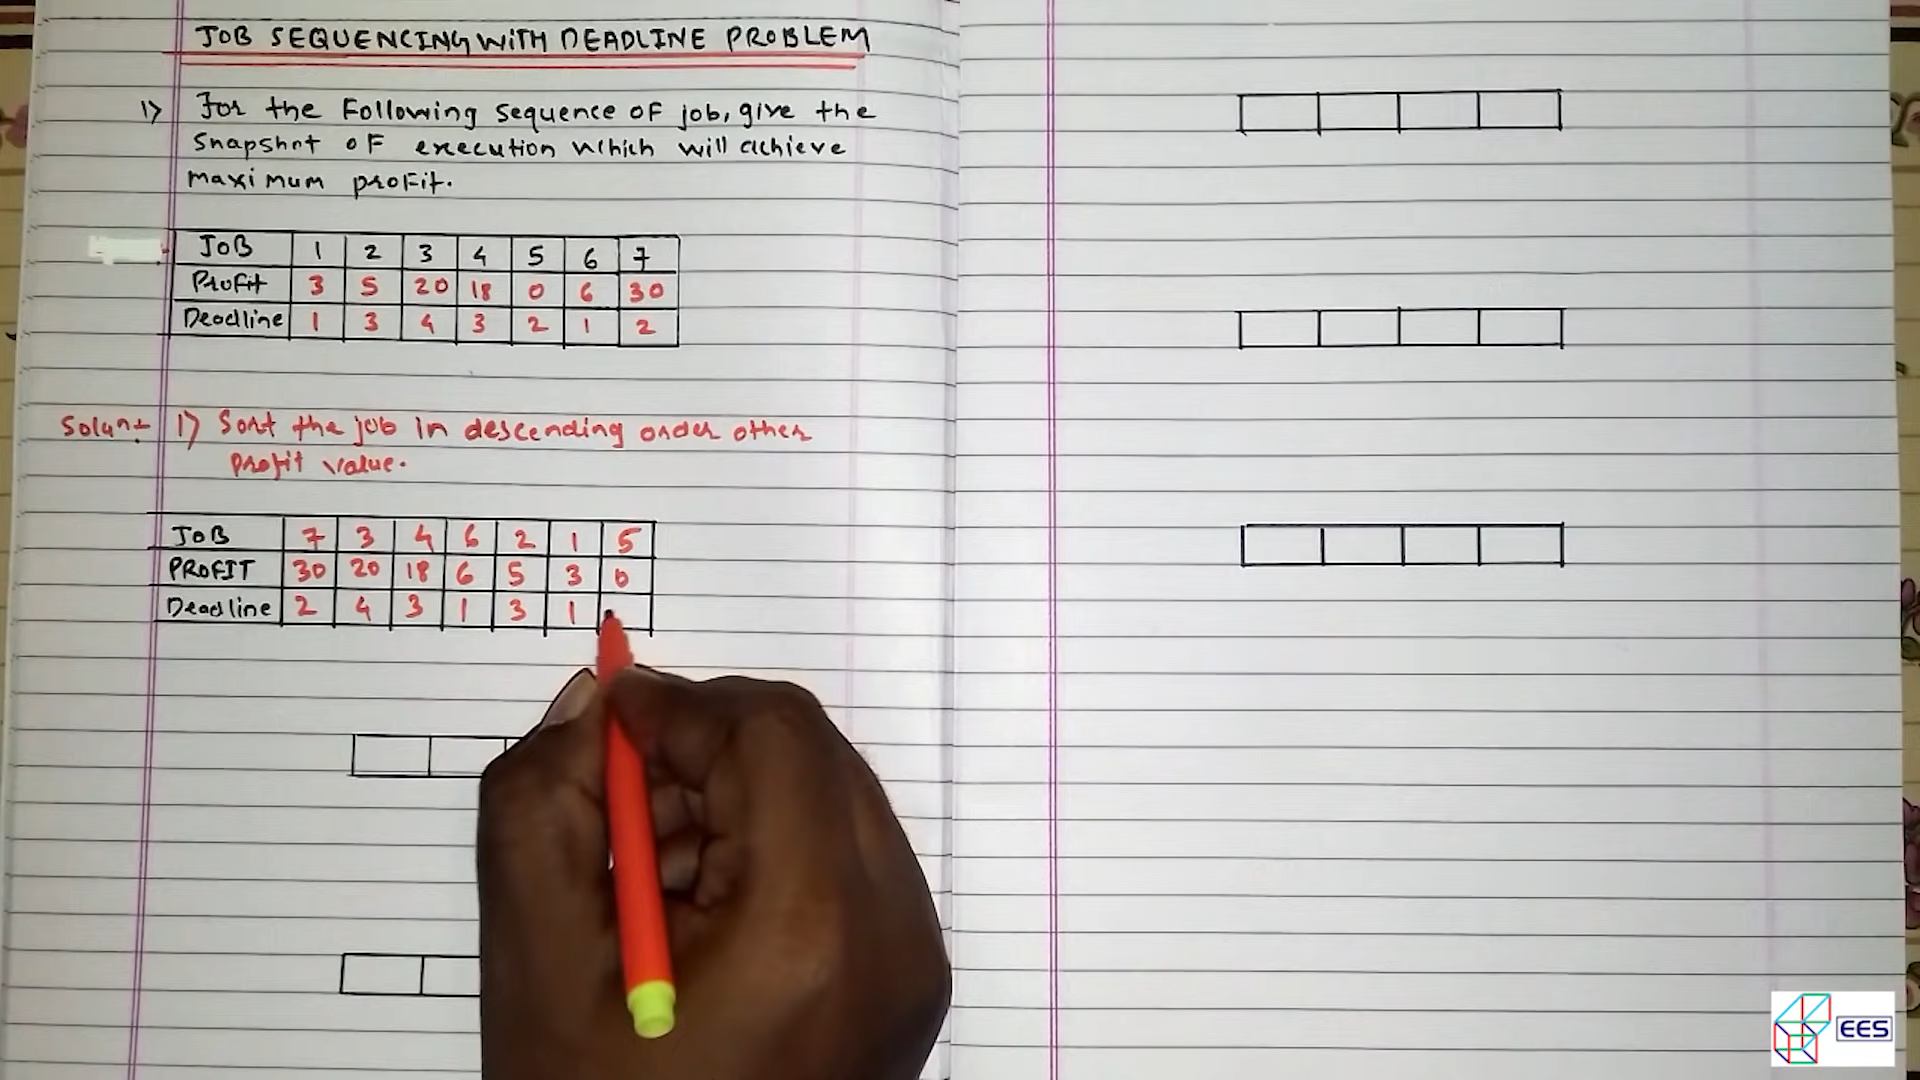 JOB SEQUENCING WITH DEADLINE PROBLEM
1) For the Following sequence of job, give the
snapshot of execution which will achieve
maximum profit.
JOB 1 2 3 4 5 6 7
Profit 3 5 20 18 0 6 30
Deadline 1 3 4 3 2 1 2
Soln:- 1) Sort the job in descending order other
profit value.
JOB 7 3 4 6 2 1 5
PROFIT 30 20 18 6 5 3 0
Deadline 2 4 3 1 3 1
EES